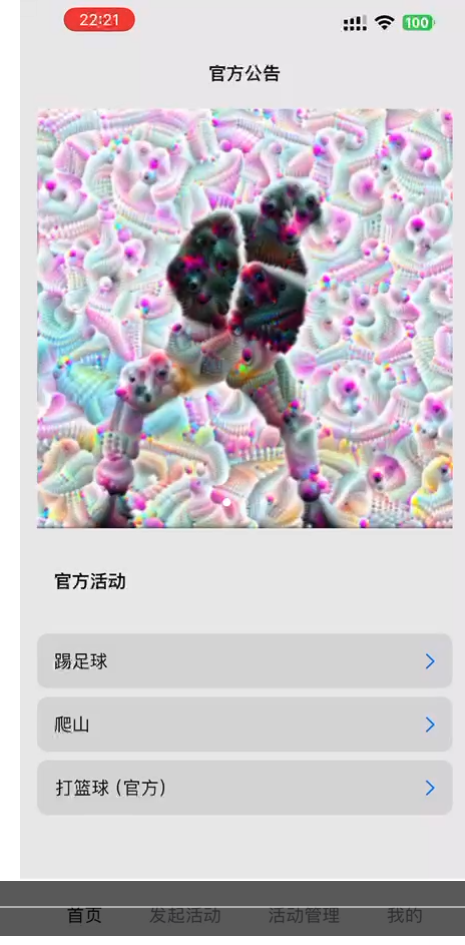 22:21
100
官方公告
官方活动
踢足球
爬山
打篮球（官方）
首页 发起活动 活动管理 我的